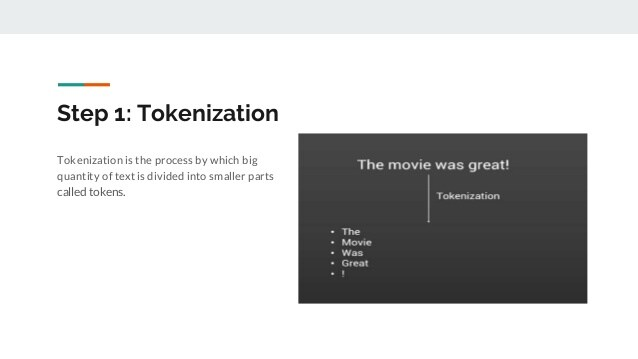 Step 1: Tokenization
Tokenization is the process by which big
quantity of text is divided into smaller parts
called tokens.
The movie was great!
Tokenization
• The
• Movie
• Was
• Great
• !